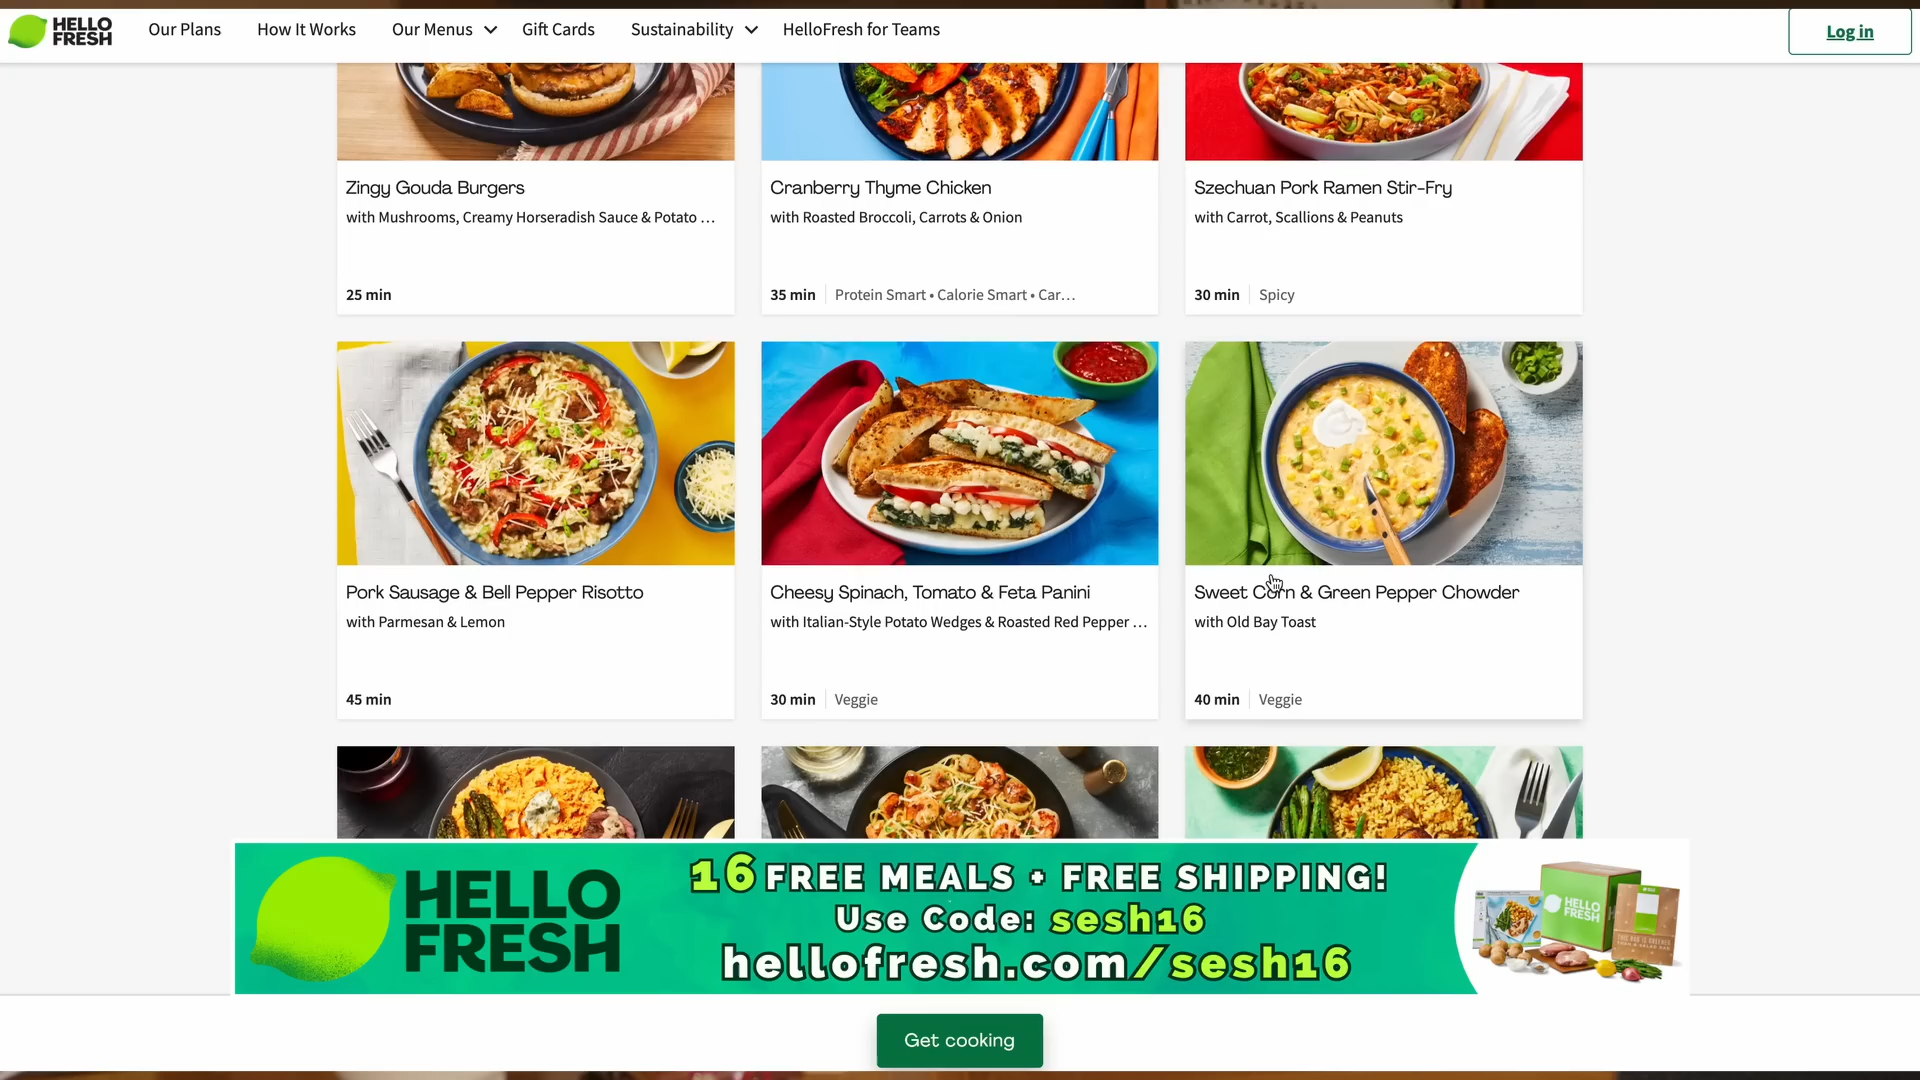 HELLO
FRESH
Our Plans
How It Works
Our Menus
Gift Cards
Sustainability
HelloFresh for Teams
Log in
Zingy Gouda Burgers
with Mushrooms, Creamy Horseradish Sauce & Potato ...
25 min
Cranberry Thyme Chicken
with Roasted Broccoli, Carrots & Onion
35 min
Protein Smart • Calorie Smart • Car...
Szechuan Pork Ramen Stir-Fry
with Carrot, Scallions & Peanuts
30 min
Spicy
Pork Sausage & Bell Pepper Risotto
with Parmesan & Lemon
45 min
Cheesy Spinach, Tomato & Feta Panini
with Italian-Style Potato Wedges & Roasted Red Pepper ...
30 min
Veggie
Sweet Corn & Green Pepper Chowder
with Old Bay Toast
40 min
Veggie
HELLO
FRESH
16 FREE MEALS + FREE SHIPPING!
Use Code: sesh16
hellofresh.com/sesh16
HELLO
FRESH
Get cooking